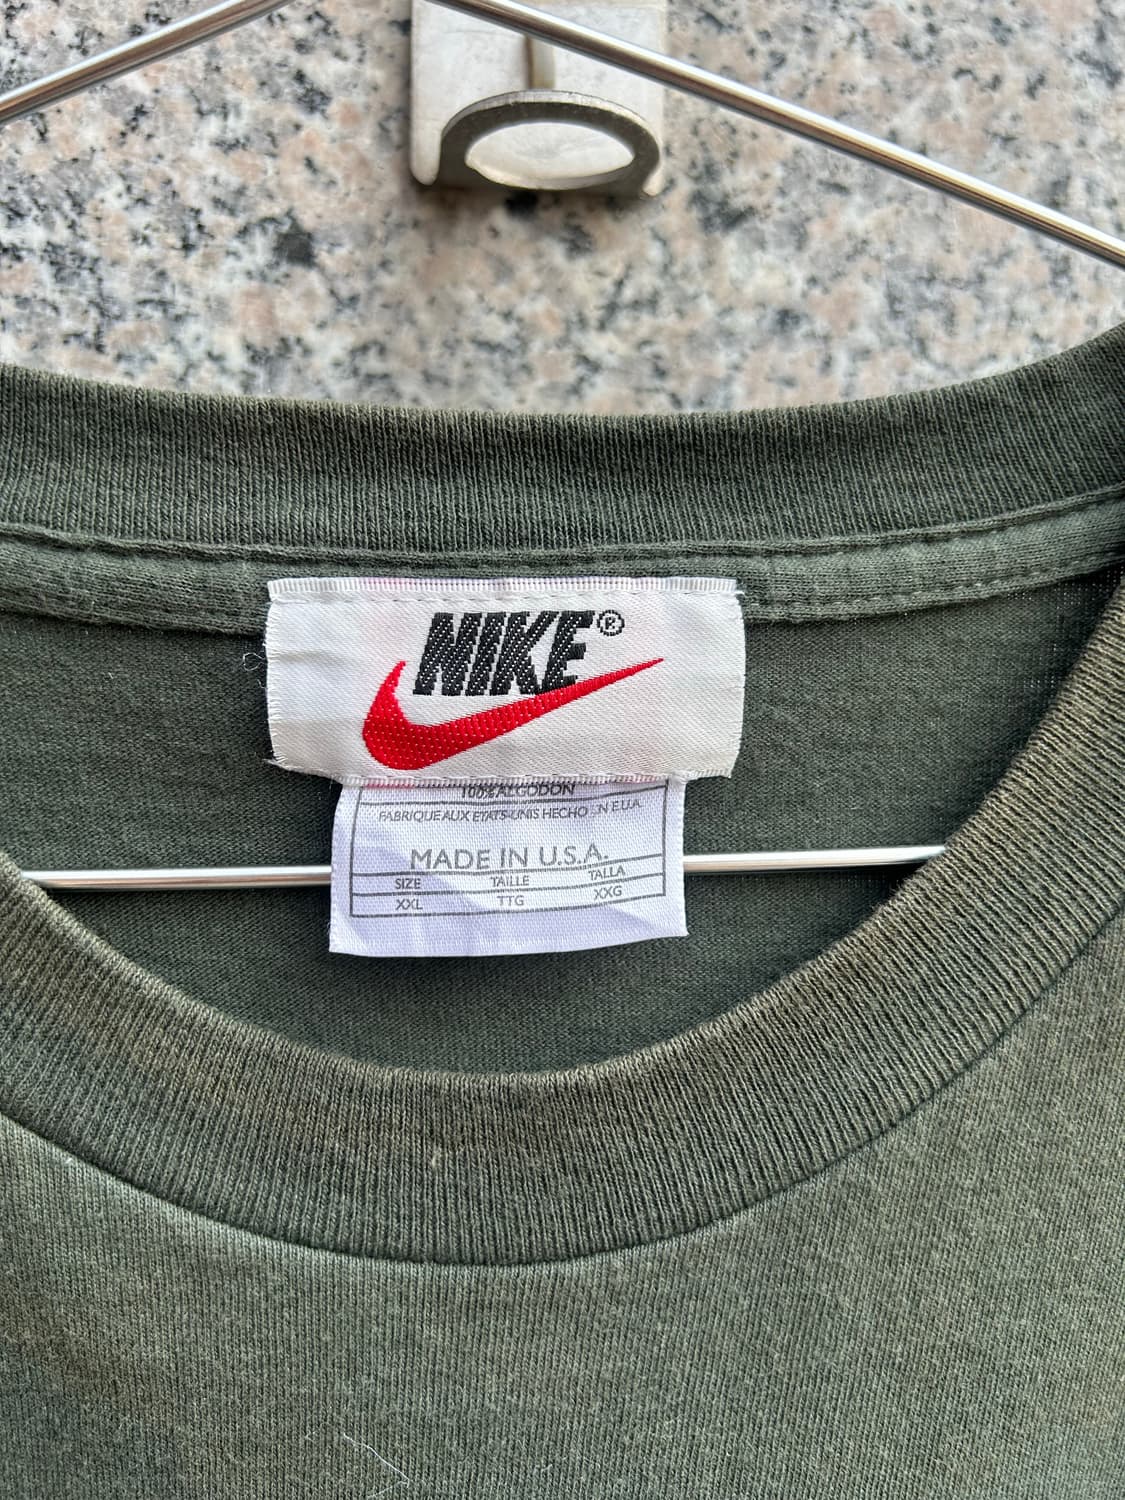 NIKE®
100% ALGODON
FABRIQUE AUX ETATS-UNIS HECHO EN E.U.A.
MADE IN U.S.A.
SIZE TAILLE TALLA
XXL TTG XXG